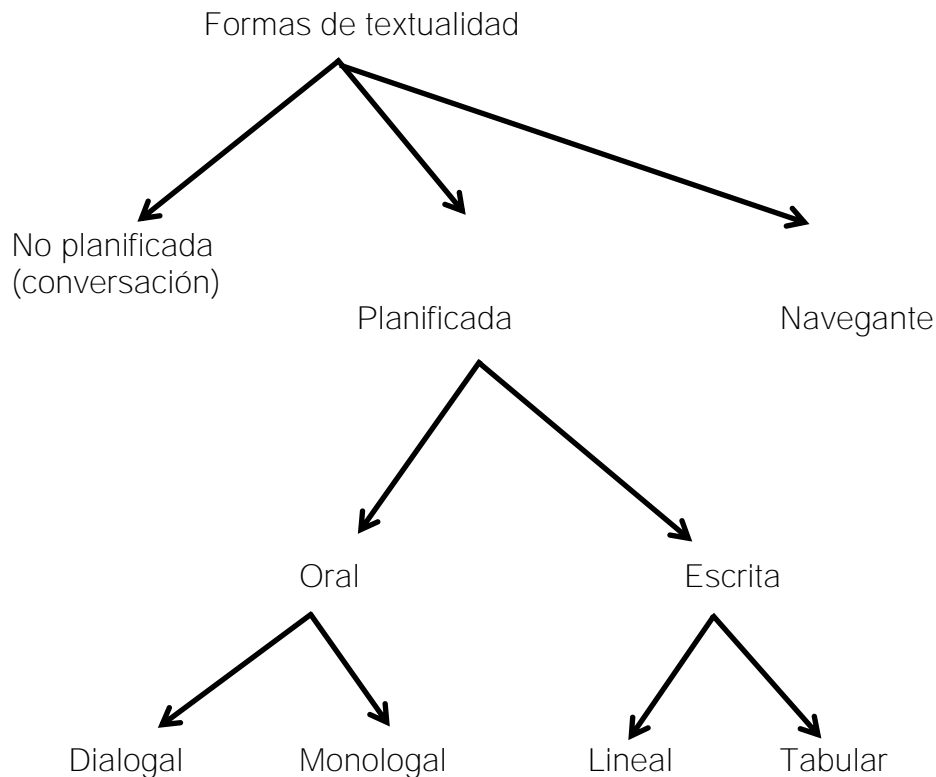 Formas de textualidad
No planificada
(conversación)
Planificada
Navegante
Oral
Escrita
Dialogal
Monologal
Lineal
Tabular